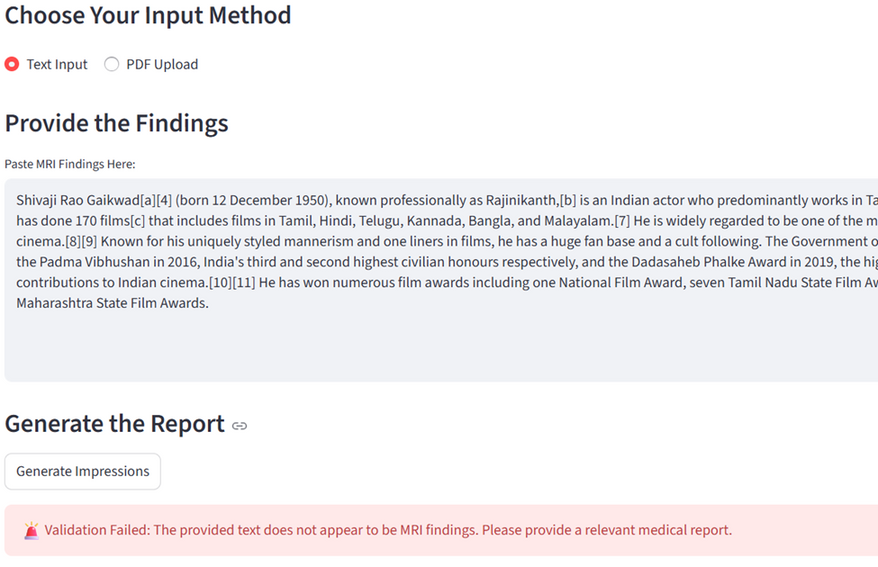 Choose Your Input Method
Text Input
PDF Upload
Provide the Findings
Paste MRI Findings Here:
Shivaji Rao Gaikwad[a][4] (born 12 December 1950), known professionally as Rajinikanth,[b] is an Indian actor who predominantly works in
has done 170 films[c] that includes films in Tamil, Hindi, Telugu, Kannada, Bangla, and Malayalam.[7] He is widely regarded to be one of the
cinema.[8][9] Known for his uniquely styled mannerism and one liners in films, he has a huge fan base and a cult following. The Government
the Padma Vibhushan in 2016, India's third and second highest civilian honours respectively, and the Dadasaheb Phalke Award in 2019, the
contributions to Indian cinema.[10][11] He has won numerous film awards including one National Film Award, seven Tamil Nadu State Film
Maharashtra State Film Awards.
Generate the Report
Generate Impressions
Validation Failed: The provided text does not appear to be MRI findings. Please provide a relevant medical report.